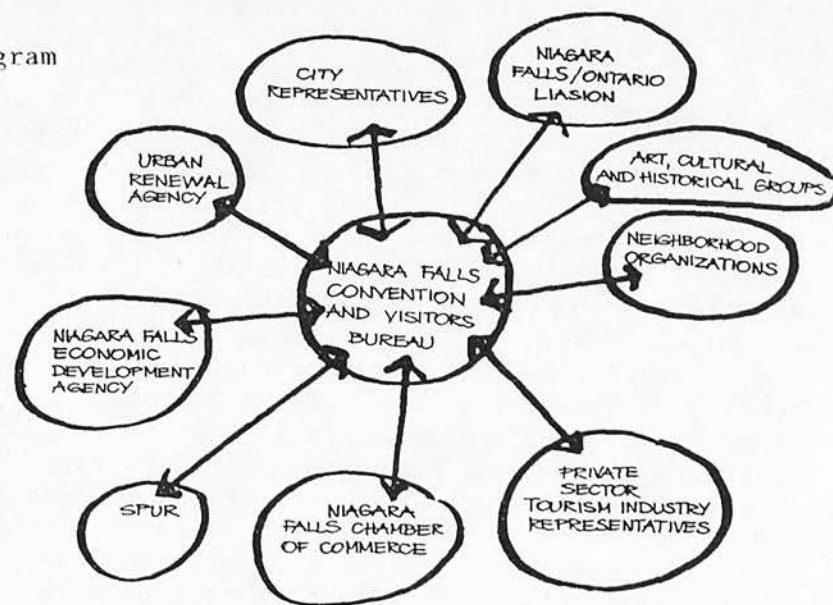 gram
CITY
REPRESENTATIVES
NIAGARA
FALLS/ONTARIO
LIASION
URBAN
RENEWAL
AGENCY
ART, CULTURAL
AND HISTORICAL GROUPS
NEIGHBORHOOD
ORGANIZATIONS
NIAGARA FALLS
CONVENTION
AND VISITORS
BUREAU
NIAGARA FALLS
ECONOMIC
DEVELOPMENT
AGENCY
SPUR
NIAGARA
FALLS CHAMBER
OF COMMERCE
PRIVATE
SECTOR
TOURISM INDUSTRY
REPRESENTATIVES